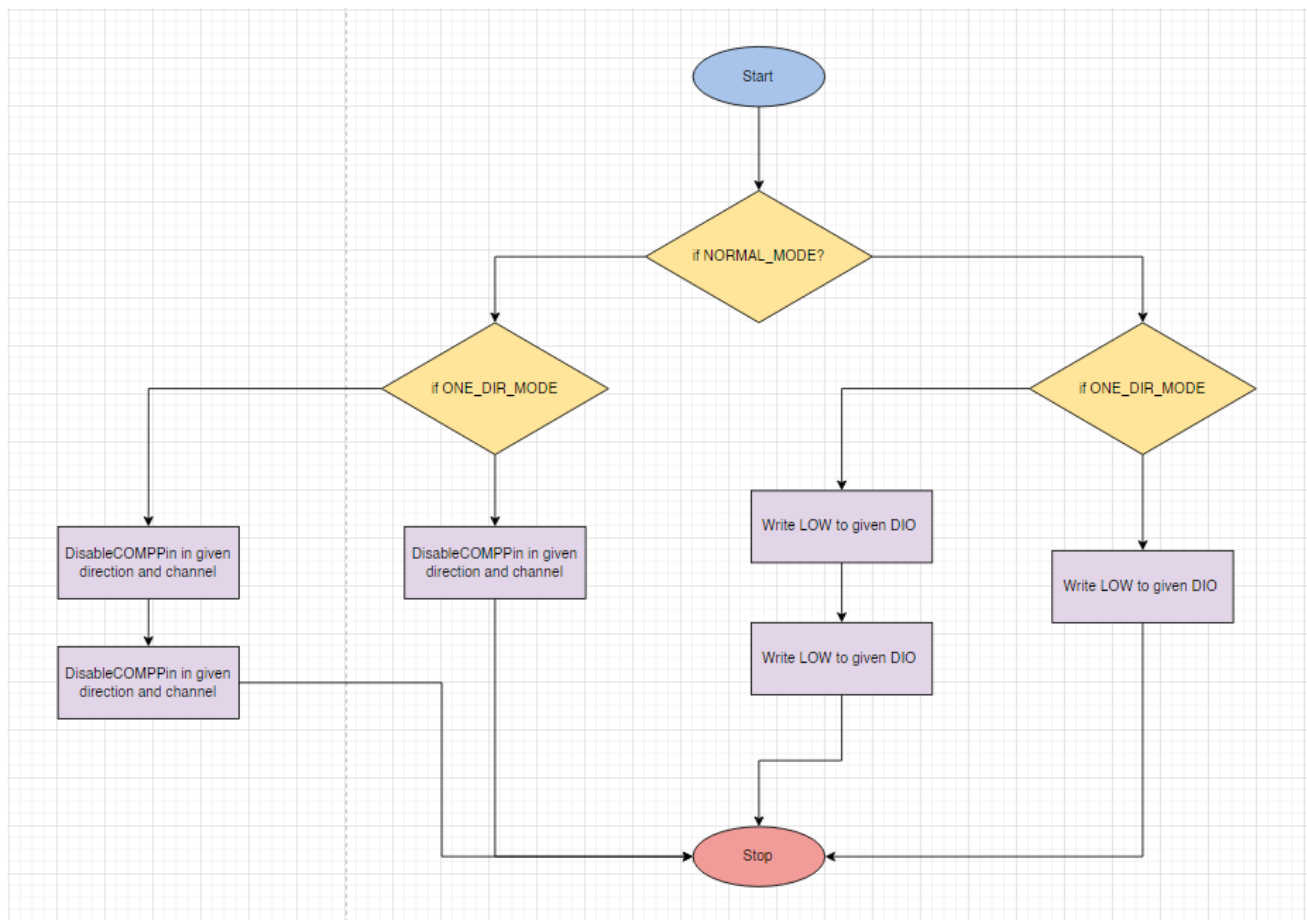 Start
if NORMAL_MODE?
if ONE_DIR_MODE
if ONE_DIR_MODE
Write LOW to given DIO
DisableCOMPPin in given
direction and channel
DisableCOMPPin in given
direction and channel
Write LOW to given DIO
Write LOW to given DIO
DisableCOMPPin in given
direction and channel
Stop